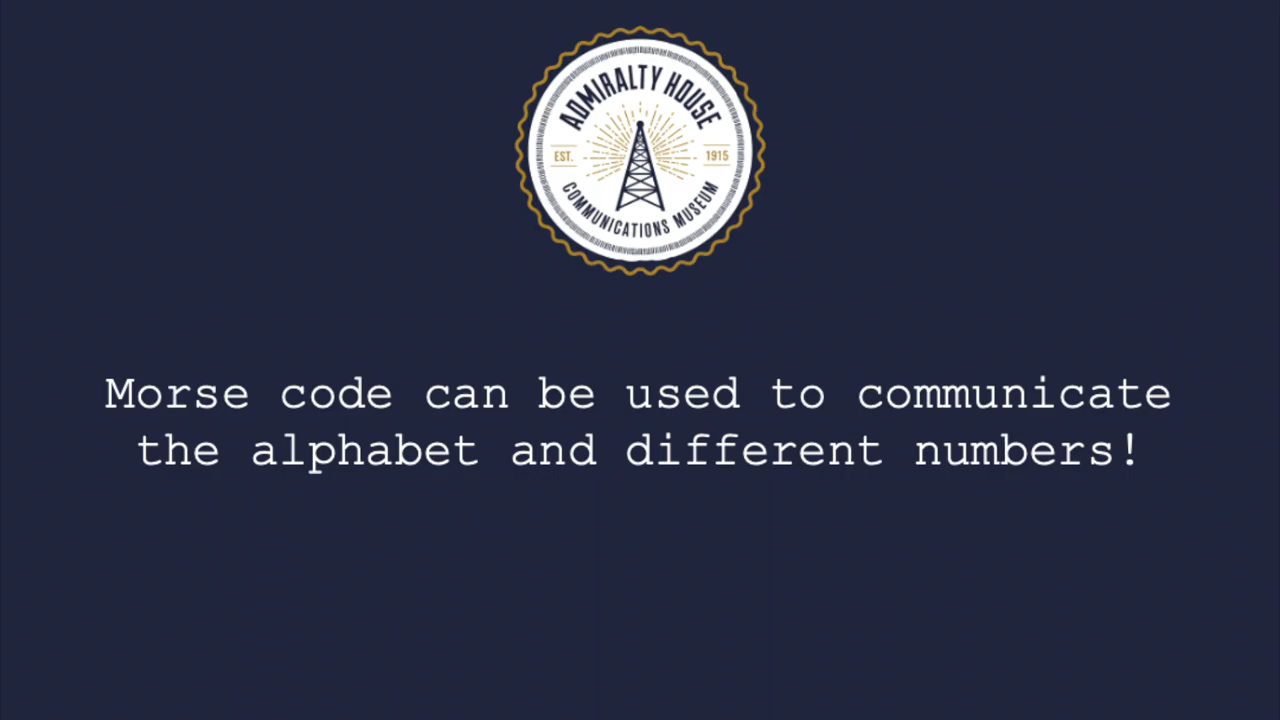 ADMIRALTY HOUSE
EST. 1915
COMMUNICATIONS MUSEUM
Morse code can be used to communicate
the alphabet and different numbers!